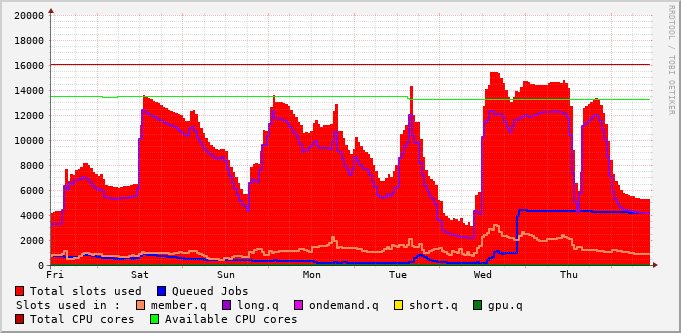 20000
18000
16000
14000
12000
10000
8000
6000
4000
2000
0
Fri Sat Sun Mon Tue Wed Thu
RRDTOOL / TOBI OETIKER
Total slots used Queued Jobs
Slots used in : member.q long.q ondemand.q short.q gpu.q
Total CPU cores Available CPU cores